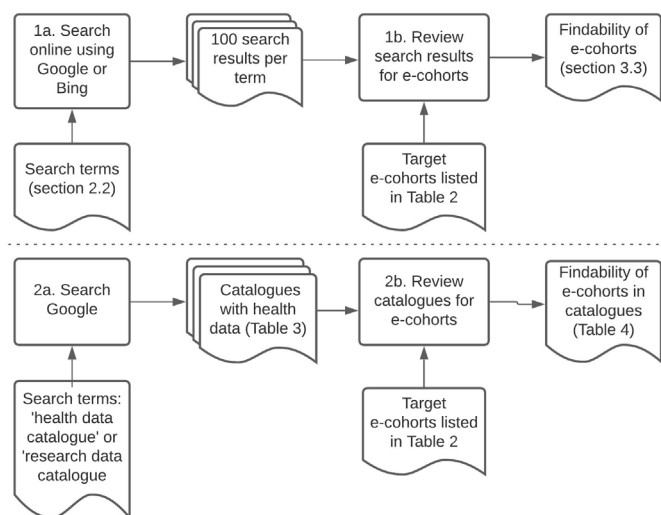 1a. Search
online using
Google or
Bing
100 search
results per
term
1b. Review
search results
for e-cohorts
Findability of
e-cohorts
(section 3.3)
Search terms
(section 2.2)
Target
e-cohorts listed
in Table 2
2a. Search
Google
Catalogues
with health
data (Table 3)
2b. Review
catalogues for
e-cohorts
Findability of
e-cohorts in
catalogues
(Table 4)
Search terms:
'health data
catalogue' or
'research data
catalogue
Target
e-cohorts listed
in Table 2